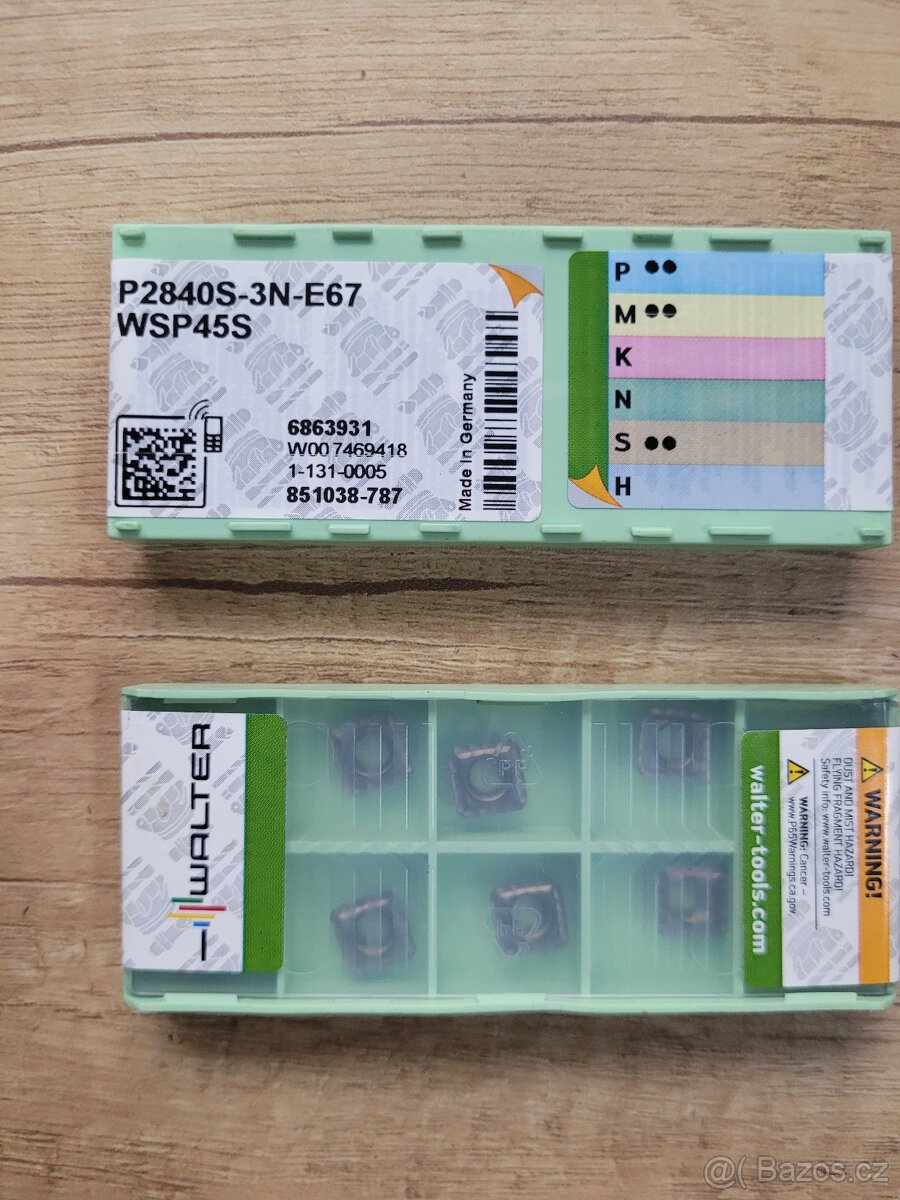 P2840S-3N-E67
WSP45S
6863931
W00 7469418
1-131-0005
851038-787
Made in Germany
P
M
K
N
S
H
WALTER
walter-tools.com
WARNING!
DUST AND MIST HAZARD!
FLYING FRAGMENT HAZARD!
Safety info: www.walter-tools.com
WARNING: Cancer –
www.P65Warnings.ca.gov
@( Bazos.cz